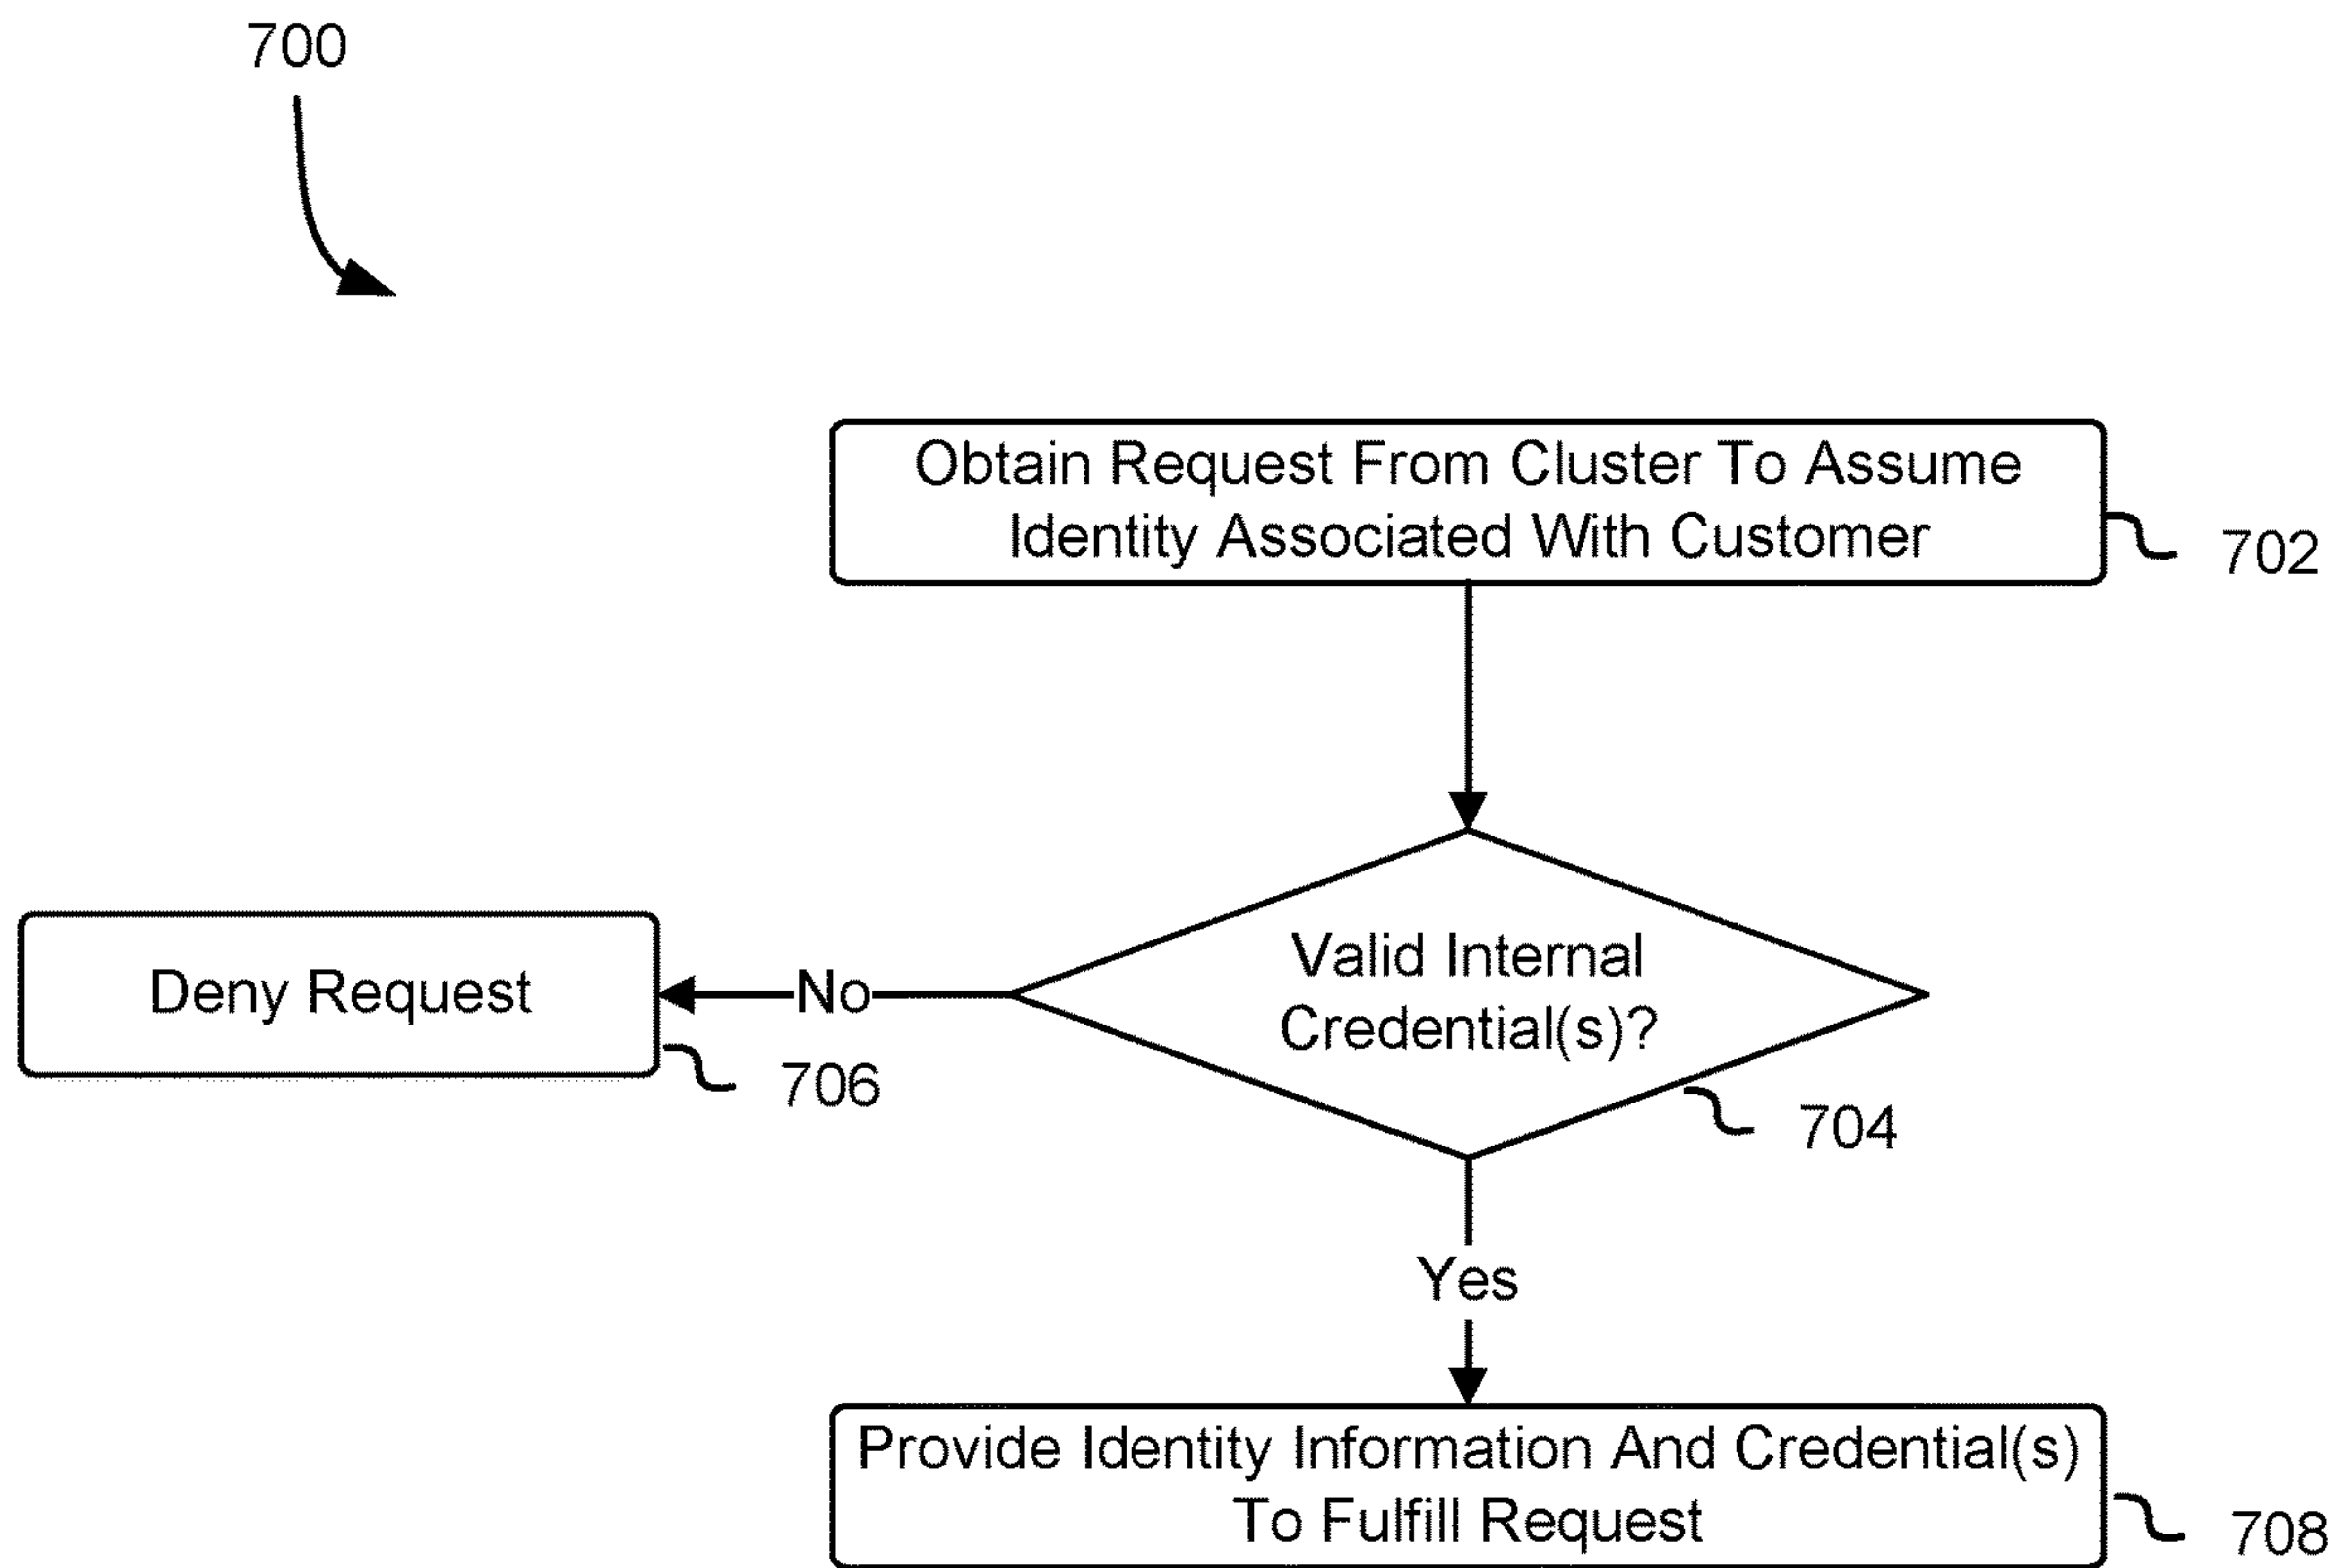 700
Obtain Request From Cluster To Assume
Identity Associated With Customer
702
Valid Internal
Credential(s)?
704
No
Deny Request
706
Yes
Provide Identity Information And Credential(s)
To Fulfill Request
708